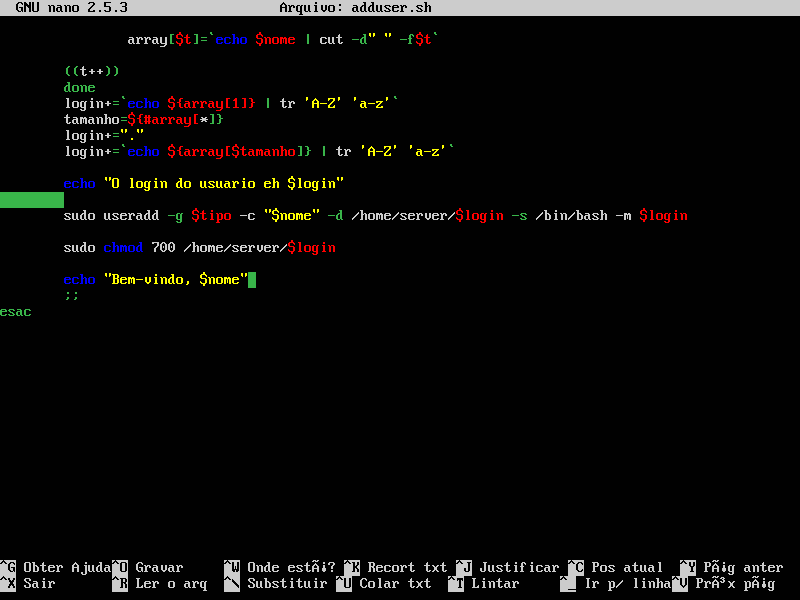 GNU nano 2.5.3 Arquivo: adduser.sh
array[$t]=`echo $nome | cut -d" " -f$t`
((t++))
done
login+=`echo ${array[1]} | tr 'A-Z' 'a-z'`
tamanho=${#array[*]}
login+="."
login+=`echo ${array[$tamanho]} | tr 'A-Z' 'a-z'`
echo "O login do usuario eh $login"
sudo useradd -g $tipo -c "$nome" -d /home/server/$login -s /bin/bash -m $login
sudo chmod 700 /home/server/$login
echo "Bem-vindo, $nome"
;;
esac
^G Obter Ajuda ^O Gravar ^W Onde está? ^K Recort txt ^J Justificar ^C Pos atual ^Y Pá¡g anter
^X Sair ^R Ler o arq ^\ Substituir ^U Colar txt ^T Lintar ^_ Ir p/ linha ^V Prã³x pã¡g